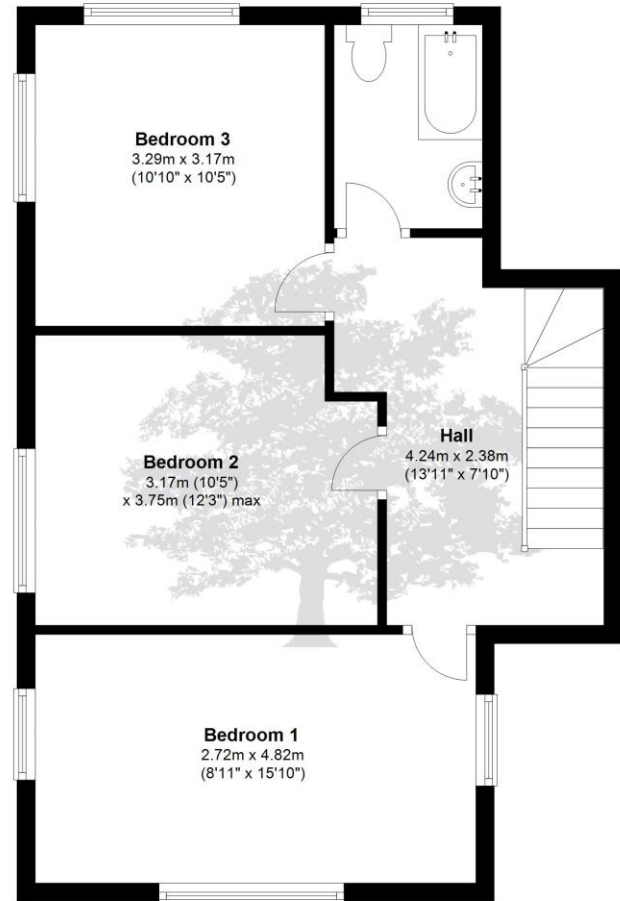 Bedroom 3
3.29m x 3.17m
(10'10" x 10'5")
Bedroom 2
3.17m (10'5")
x 3.75m (12'3") max
Hall
4.24m x 2.38m
(13'11" x 7'10")
Bedroom 1
2.72m x 4.82m
(8'11" x 15'10")